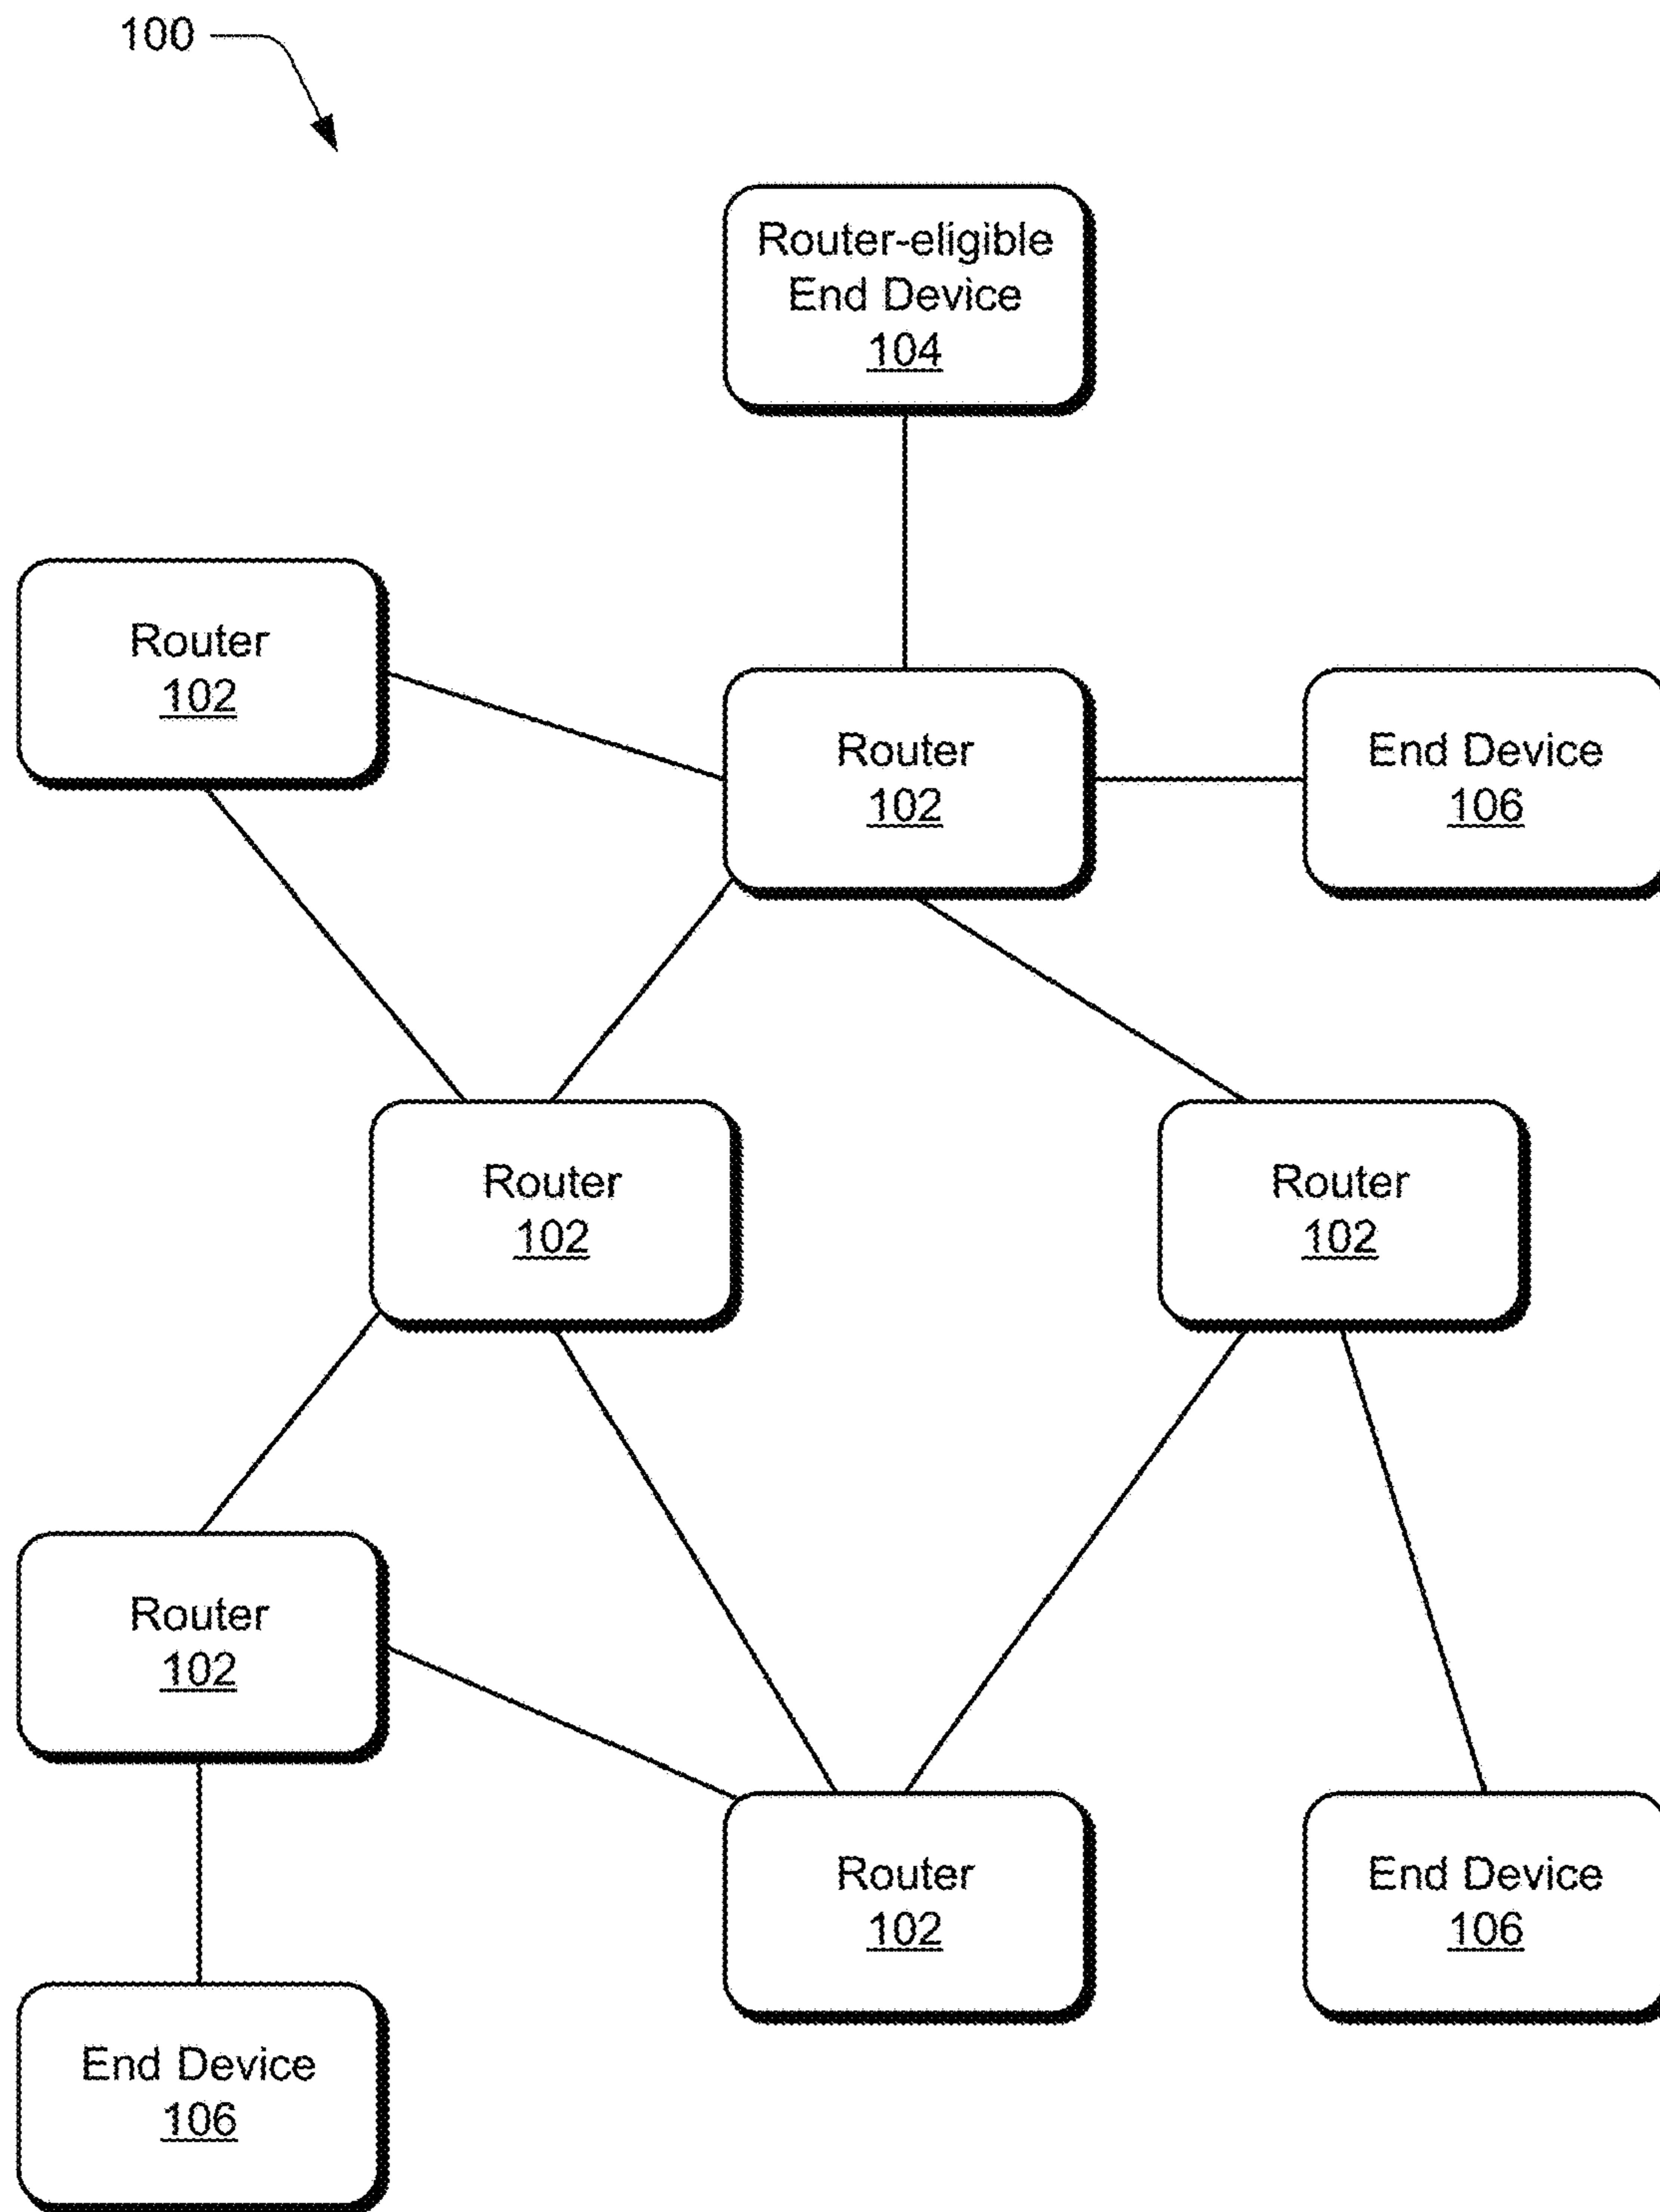 100
Router-eligible
End Device
104
Router
102
Router
102
End Device
106
Router
102
Router
102
Router
102
Router
102
End Device
106
End Device
106